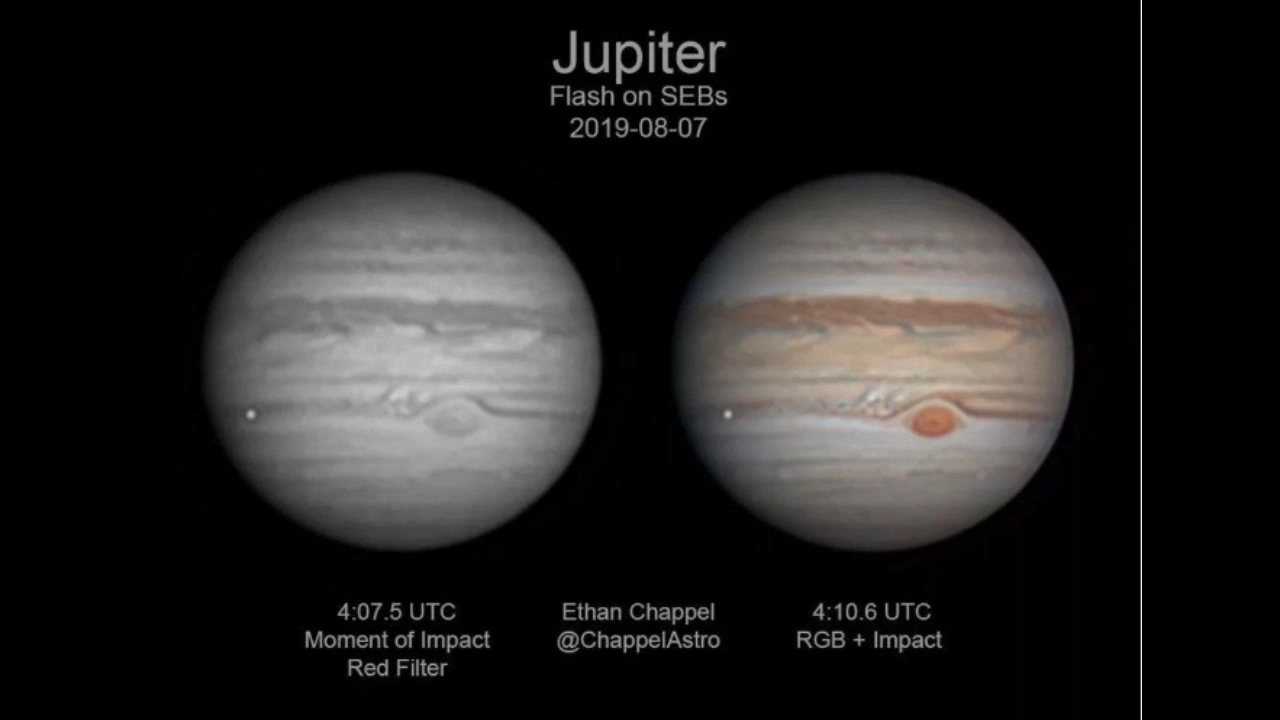 Jupiter
Flash on SEBs
2019-08-07
4:07.5 UTC
Moment of Impact
Red Filter
Ethan Chappel
@ChappelAstro
4:10.6 UTC
RGB + Impact